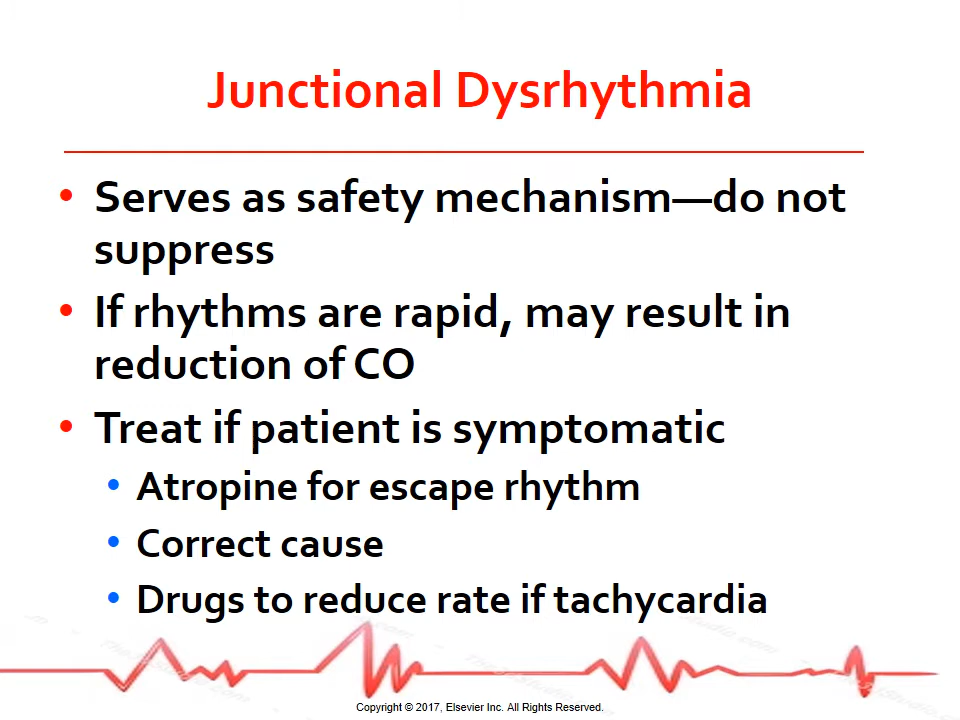 Junctional Dysrhythmia
• Serves as safety mechanism—do not
suppress
• If rhythms are rapid, may result in
reduction of CO
• Treat if patient is symptomatic
• Atropine for escape rhythm
• Correct cause
• Drugs to reduce rate if tachycardia
Copyright © 2017, Elsevier Inc. All Rights Reserved.